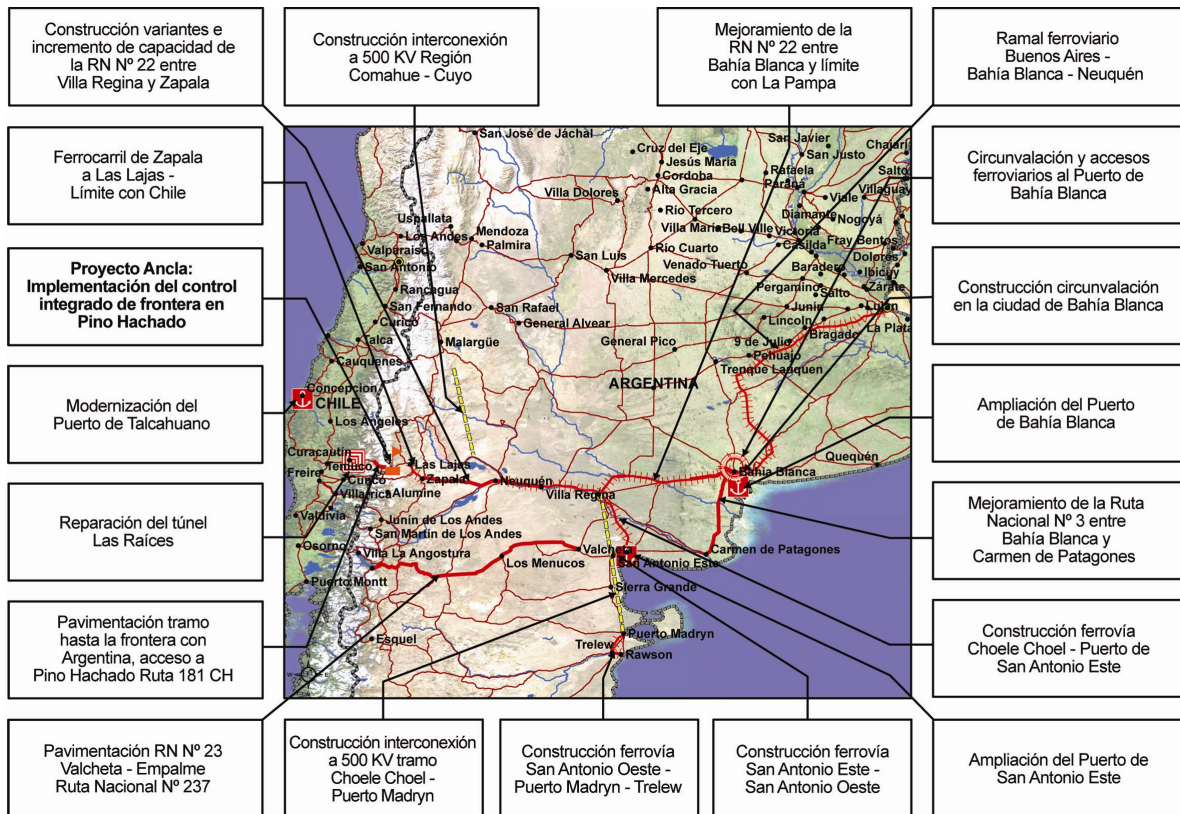 Construcción variantes e
incremento de capacidad de
la RN Nº 22 entre
Villa Regina y Zapala
Construcción interconexión
a 500 KV Región
Comahue - Cuyo
Mejoramiento de la
RN Nº 22 entre
Bahía Blanca y límite
con La Pampa
Ramal ferroviario
Buenos Aires -
Bahía Blanca - Neuquén
Ferrocarril de Zapala
a Las Lajas -
Límite con Chile
Proyecto Ancla:
Implementación del control
integrado de frontera en
Pino Hachado
Modernización del
Puerto de Talcahuano
Reparación del túnel
Las Raíces
Pavimentación tramo
hasta la frontera con
Argentina, acceso a
Pino Hachado Ruta 181 CH
Pavimentación RN Nº 23
Valcheta - Empalme
Ruta Nacional Nº 237
San José de Jáchal
Cruz del Eje
Jesús María
Cordoba
Alta Gracia
Villa Dolores
San Javier
San Justo
Chajarí
Rafaela
Salto
Paraná
Villaguay
Viale
Diamante
Nogoyá
Río Tercero
Villa María
Bell Ville
Victoria
Uspallata
Mendoza
Los Andes
Palmira
Valparaiso
San Antonio
San Luis
Río Cuarto
Casilda
Fray Bentos
Dolores
Villa Mercedes
Venado Tuerto
Baradero
Ibicuy
Pergamino
Zárate
Salto
Rancagua
San Fernando
San Rafael
Junín
Luján
Curicó
General Alvear
Lincoln
La Plata
Bragado
Talca
Malargüe
General Pico
9 de Julio
Pehuajo
Cauquenes
Trenque Lauquen
ARGENTINA
Concepcion
CHILE
Los Angeles
Curacautín
Temuco
Las Lajas
Bahía Blanca
Quequén
Freire
Cunco
Zapala
Neuquén
Villarrica
Alumine
Villa Regina
Valdivia
Junín de Los Andes
San Martín de Los Andes
Osorno
Villa La Angostura
Valcheta
Carmen de Patagones
Los Menucos
San Antonio Este
Puerto Montt
Sierra Grande
Esquel
Puerto Madryn
Trelew
Rawson
Circunvalación y accesos
ferroviarios al Puerto de
Bahía Blanca
Construcción circunvalación
en la ciudad de Bahía Blanca
Ampliación del Puerto
de Bahía Blanca
Mejoramiento de la Ruta
Nacional Nº 3 entre
Bahía Blanca y
Carmen de Patagones
Construcción ferrovía
Choele Choel - Puerto de
San Antonio Este
Construcción interconexión
a 500 KV tramo
Choele Choel -
Puerto Madryn
Construcción ferrovía
San Antonio Oeste -
Puerto Madryn - Trelew
Construcción ferrovía
San Antonio Este -
San Antonio Oeste
Ampliación del Puerto de
San Antonio Este